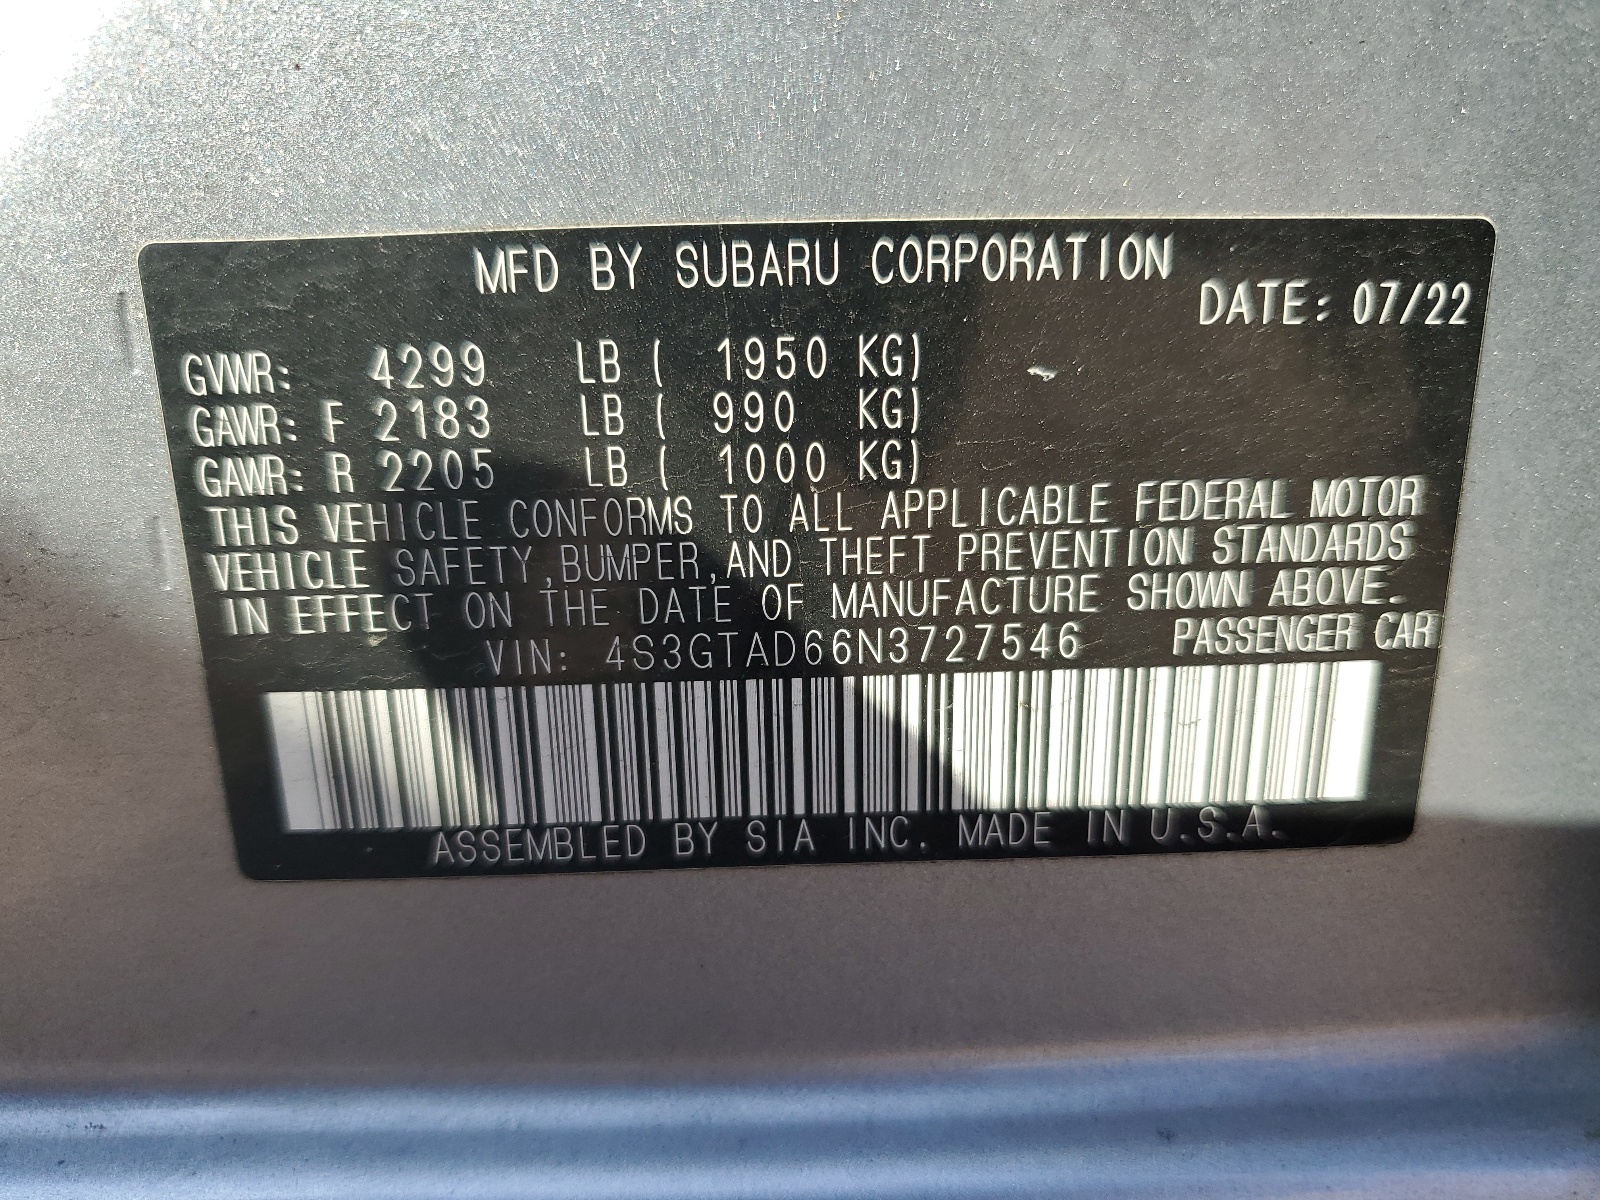 MFD BY SUBARU CORPORATION
DATE: 07/22
GVWR: 4299 LB ( 1950 KG)
GAWR: F 2183 LB ( 990 KG)
GAWR: R 2205 LB ( 1000 KG)
THIS VEHICLE CONFORMS TO ALL APPLICABLE FEDERAL MOTOR
VEHICLE SAFETY,BUMPER,AND THEFT PREVENTION STANDARDS
IN EFFECT ON THE DATE OF MANUFACTURE SHOWN ABOVE.
VIN: 4S3GTAD66N3727546 PASSENGER CAR
ASSEMBLED BY SIA INC. MADE IN U.S.A.